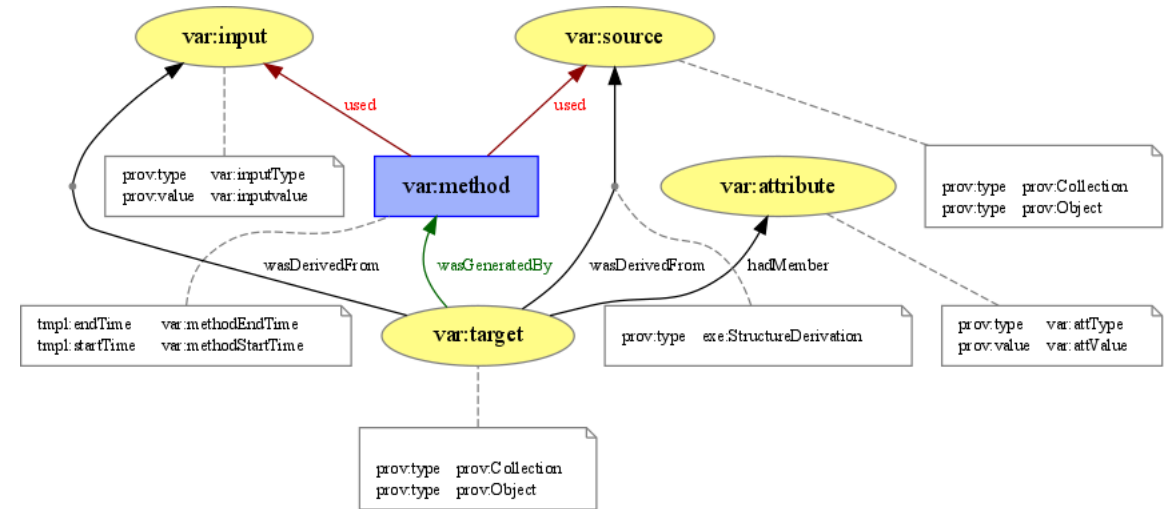 var:input
var:source
used
used
prov:type var:inputType
prov:value var:inputvalue
var:method
var:attribute
prov:type prov:Collection
prov:type prov:Object
wasDerivedFrom
wasGeneratedBy
wasDerivedFrom
hadMember
tmpl:endTime var:methodEndTime
tmpl:startTime var:methodStartTime
var:target
prov:type exe:StructureDerivation
prov:type var:attType
prov:value var:attValue
prov:type prov:Collection
prov:type prov:Object